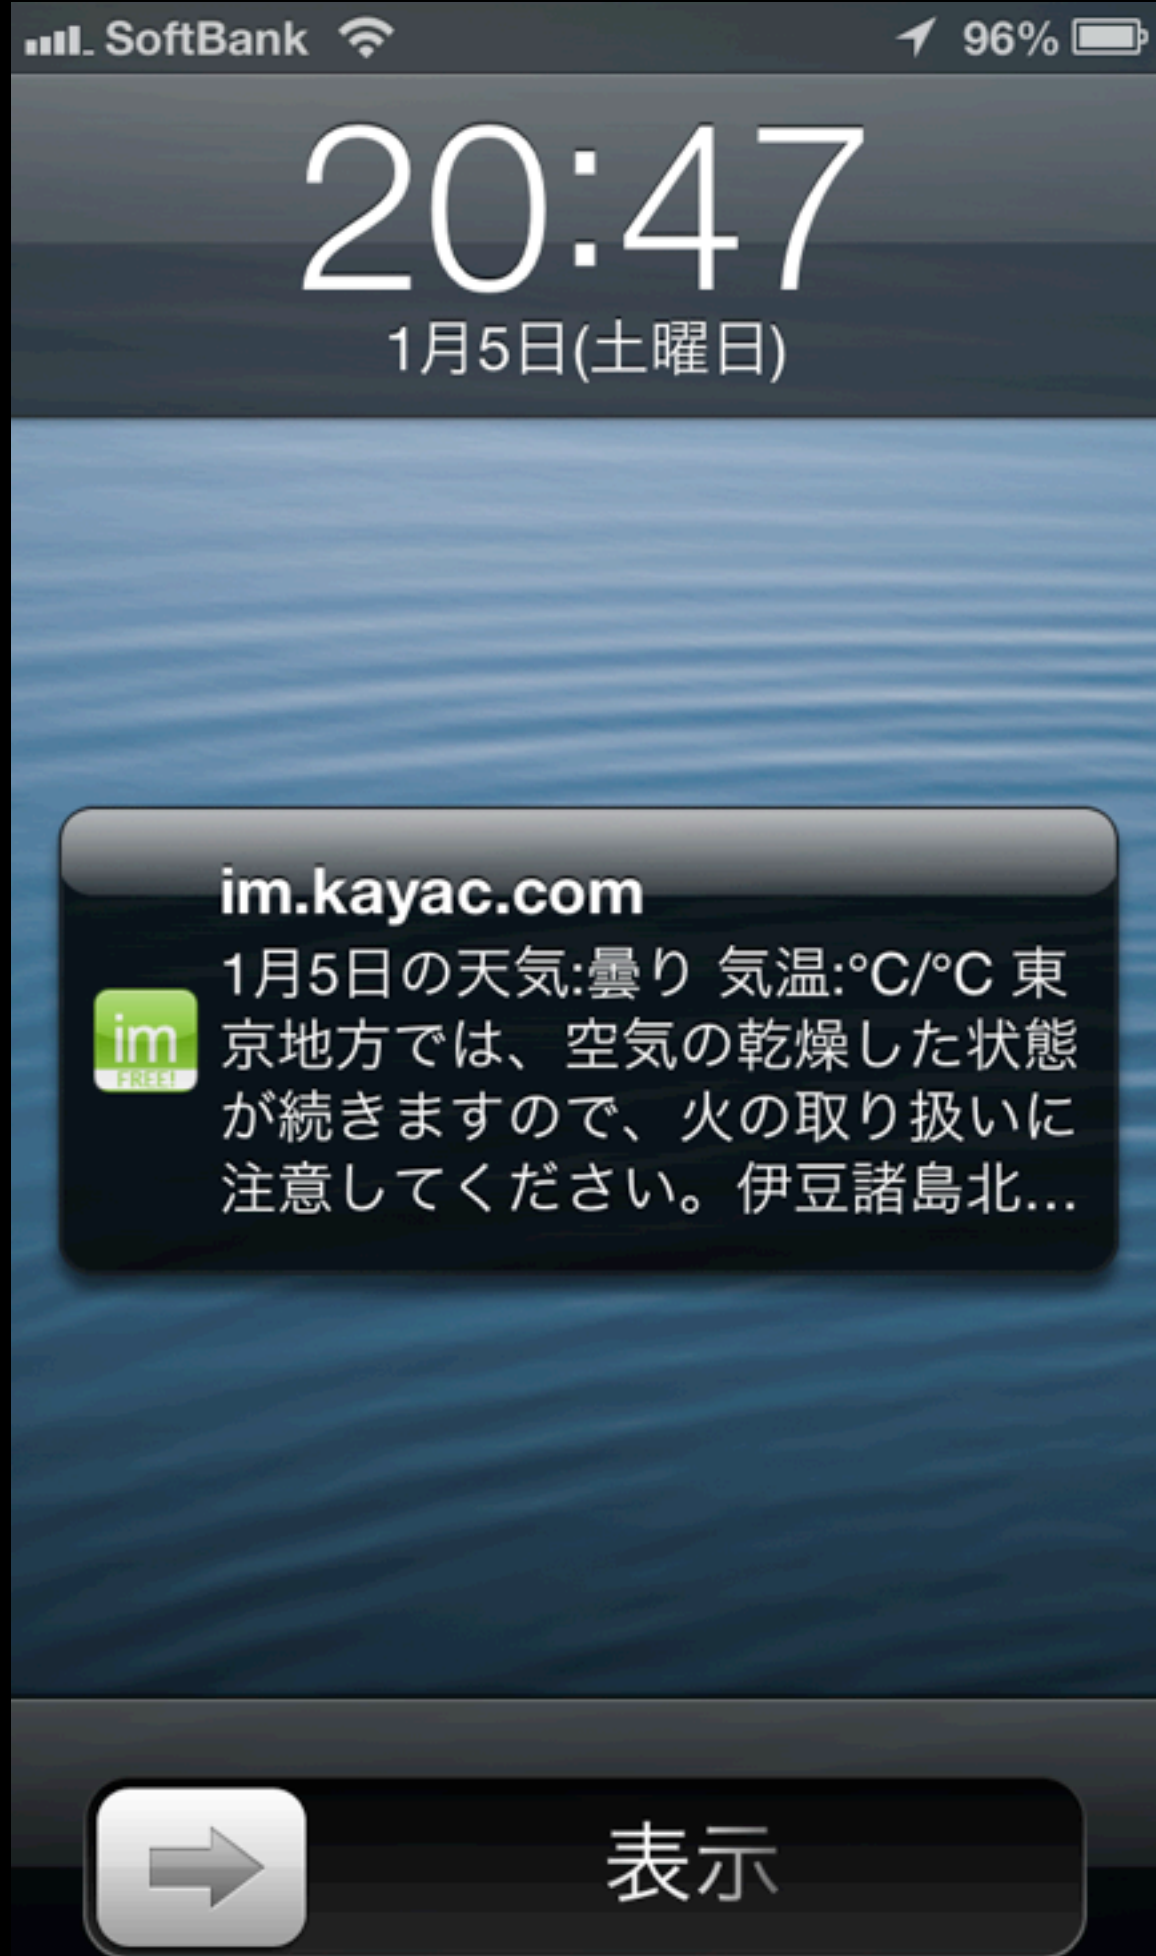 SoftBank 96%
20:47
1月5日(土曜日)
im.kayac.com
1月5日の天気:曇り 気温:°C/°C 東
京地方では、空気の乾燥した状態
が続きますので、火の取り扱いに
注意してください。伊豆諸島北...
im
FREE!
表示